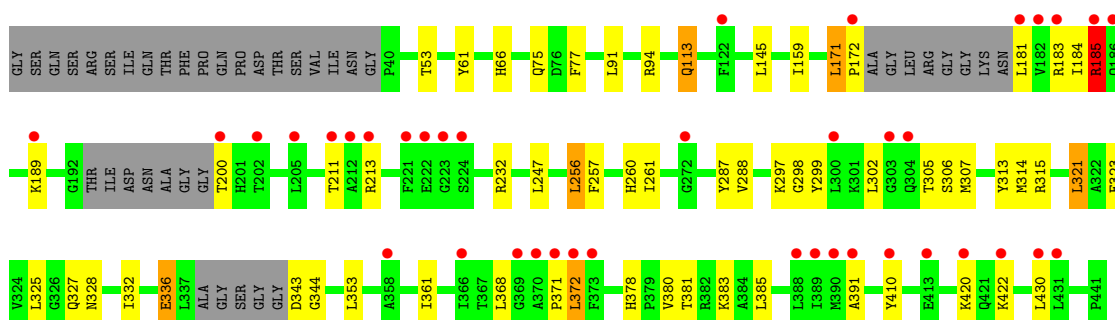 GLY SER GLN SER ARG SER ILE GLN THR PHE PRO GLN PRO ASP THR SER VAL ILE ASN GLY P40 T53 Y61 H66 Q75 D76 F77 L91 R94 Q113 F122 L145 I159 L171 P172 ALA GLY LEU ARG GLY GLY LYS ASN L181 V182 R183 I184 R185
K189 G192 THR ILE ASP ASN ALA GLY GLY T200 H201 T202 L205 T211 A212 R213 F221 E222 G223 S224 R232 L247 L256 F257 H260 I261 G272 Y287 V288 K297 G298 Y299 L300 K301 L302 G303 Q304 T305 S306 M307 Y313 M314 R315 L321 A322
V324 L325 G326 Q327 N328 I332 E336 L337 ALA GLY SER GLY GLY D343 G344 L353 A358 I361 I366 T367 L368 G369 A370 P371 L372 F373 H378 P379 V380 T381 R382 K383 A384 L385 L388 I389 M390 A391 Y410 E413 K420 Q421 K422 L430 L431 P441